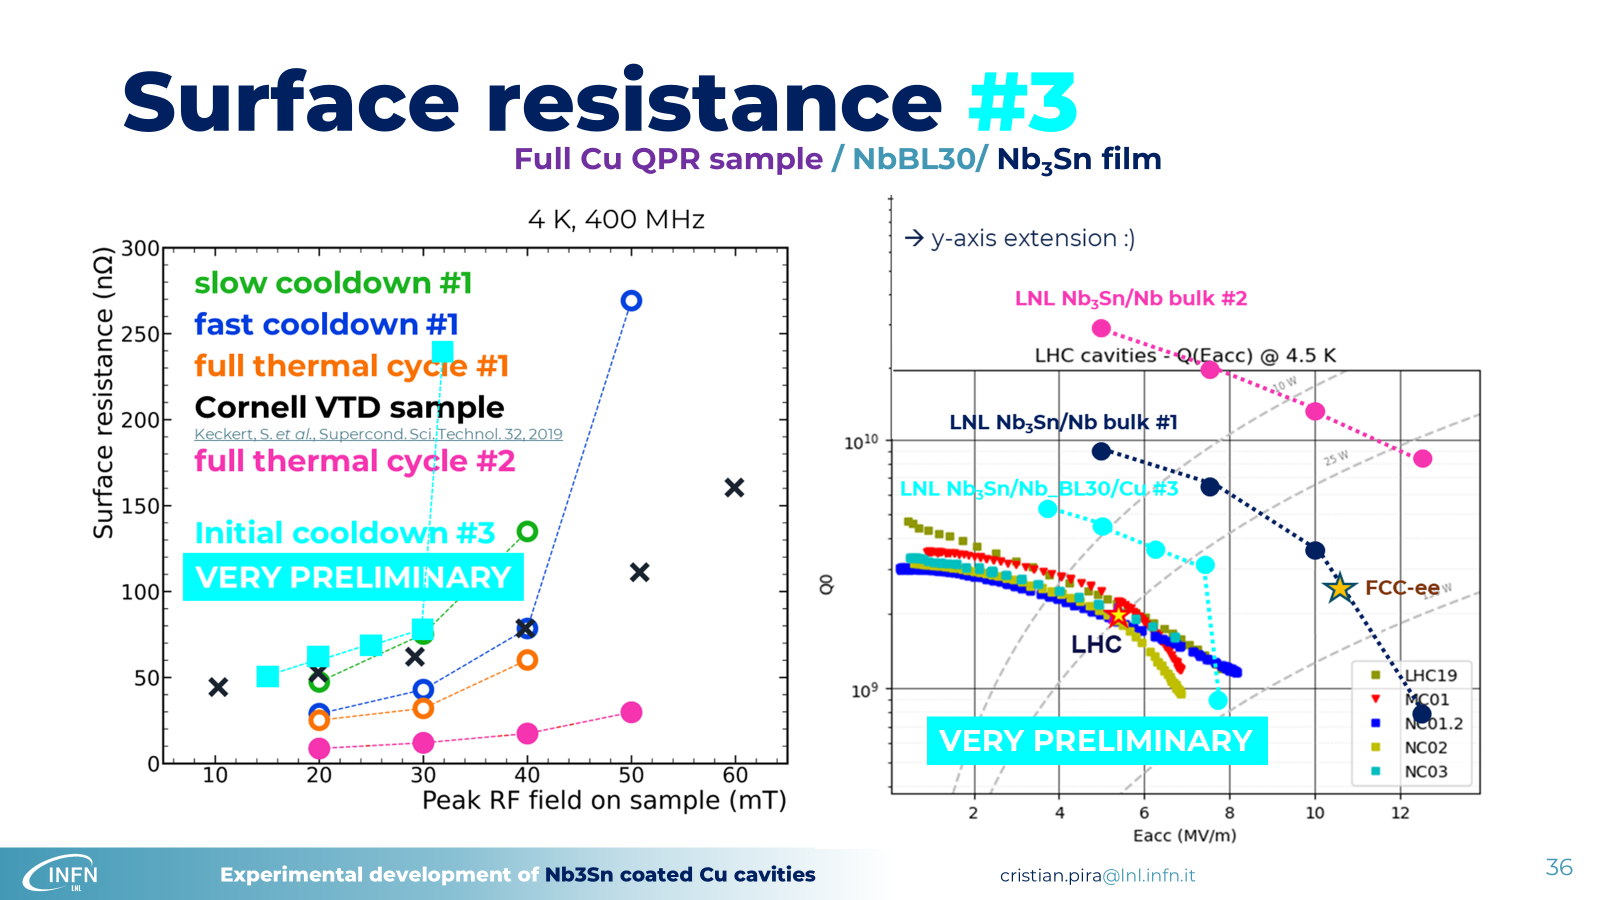 Surface resistance #3
Full Cu QPR sample / NbBL30/ Nb₃Sn film
4 K, 400 MHz
Surface resistance (nΩ)
300
250
200
150
100
50
0
slow cooldown #1
fast cooldown #1
full thermal cycle #1
Cornell VTD sample
Keckert, S. et al., Supercond. Sci. Technol. 32, 2019
full thermal cycle #2
Initial cooldown #3
VERY PRELIMINARY
10 20 30 40 50 60
Peak RF field on sample (mT)
→ y-axis extension :)
LNL Nb₃Sn/Nb bulk #2
LHC cavities - Q(Eacc) @ 4.5 K
10 W
LNL Nb₃Sn/Nb bulk #1
10¹⁰
25 W
LNL Nb₃Sn/Nb_BL30/Cu #3
Q0
FCC-ee
LHC
10⁹
LHC19
MC01
NC01.2
NC02
NC03
VERY PRELIMINARY
2 4 6 8 10 12
Eacc (MV/m)
INFN
LNL
Experimental development of Nb3Sn coated Cu cavities
cristian.pira@lnl.infn.it
36